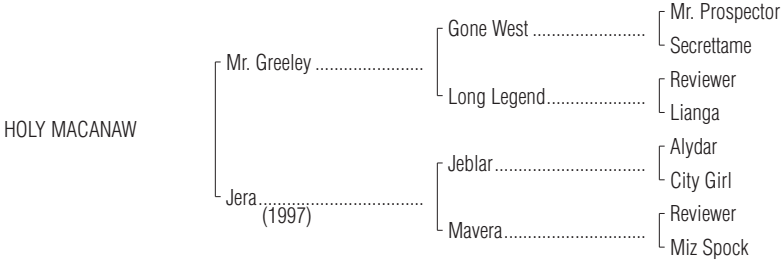 Mr. Prospector
Gone West ........................
Secrettame
Mr. Greeley .......................
Reviewer
Long Legend.....................
Lianga
HOLY MACANAW
Alydar
Jeblar................................
City Girl
Jera...................................
(1997)
Reviewer
Mavera..............................
Miz Spock